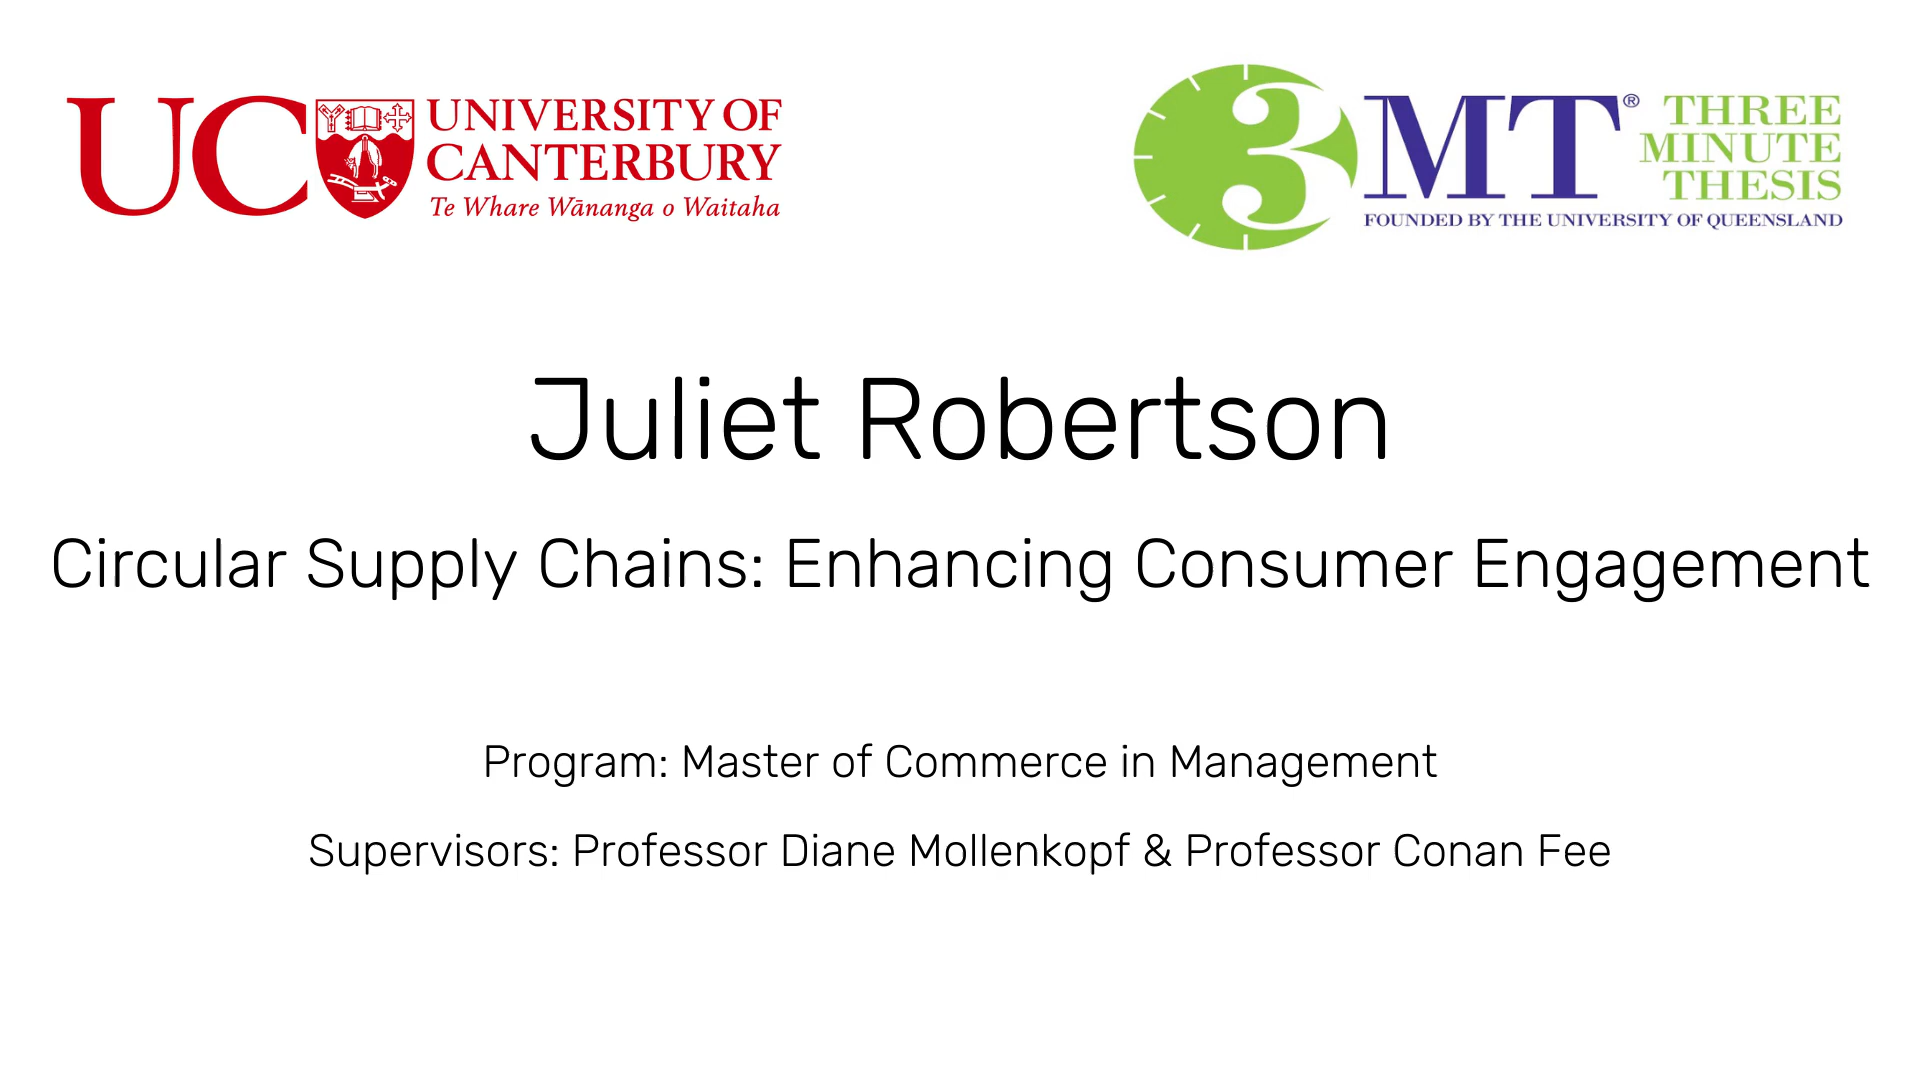 UC
UNIVERSITY OF
CANTERBURY
Te Whare Wānanga o Waitaha
3MT® THREE
MINUTE
THESIS
FOUNDED BY THE UNIVERSITY OF QUEENSLAND
Juliet Robertson
Circular Supply Chains: Enhancing Consumer Engagement
Program: Master of Commerce in Management
Supervisors: Professor Diane Mollenkopf & Professor Conan Fee